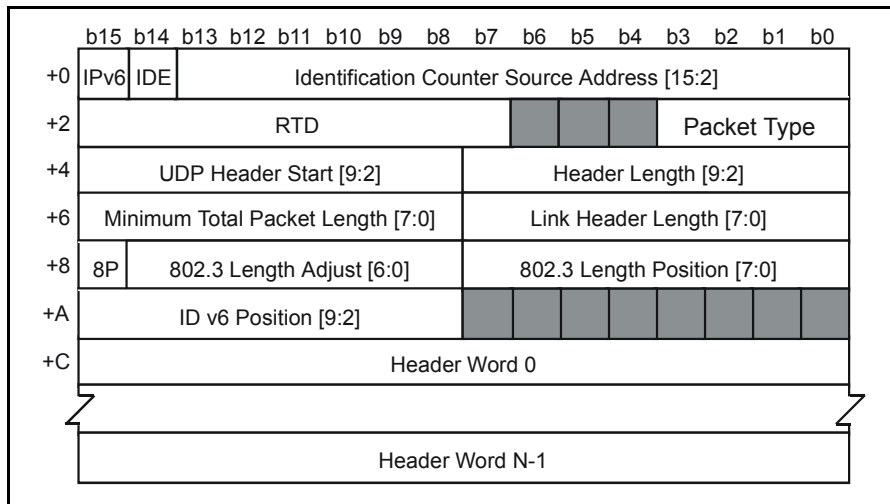 b15 b14 b13 b12 b11 b10 b9 b8 b7 b6 b5 b4 b3 b2 b1 b0
+0 IPv6 IDE Identification Counter Source Address [15:2]
+2 RTD Packet Type
+4 UDP Header Start [9:2] Header Length [9:2]
+6 Minimum Total Packet Length [7:0] Link Header Length [7:0]
+8 8P 802.3 Length Adjust [6:0] 802.3 Length Position [7:0]
+A ID v6 Position [9:2]
+C Header Word 0
Header Word N-1